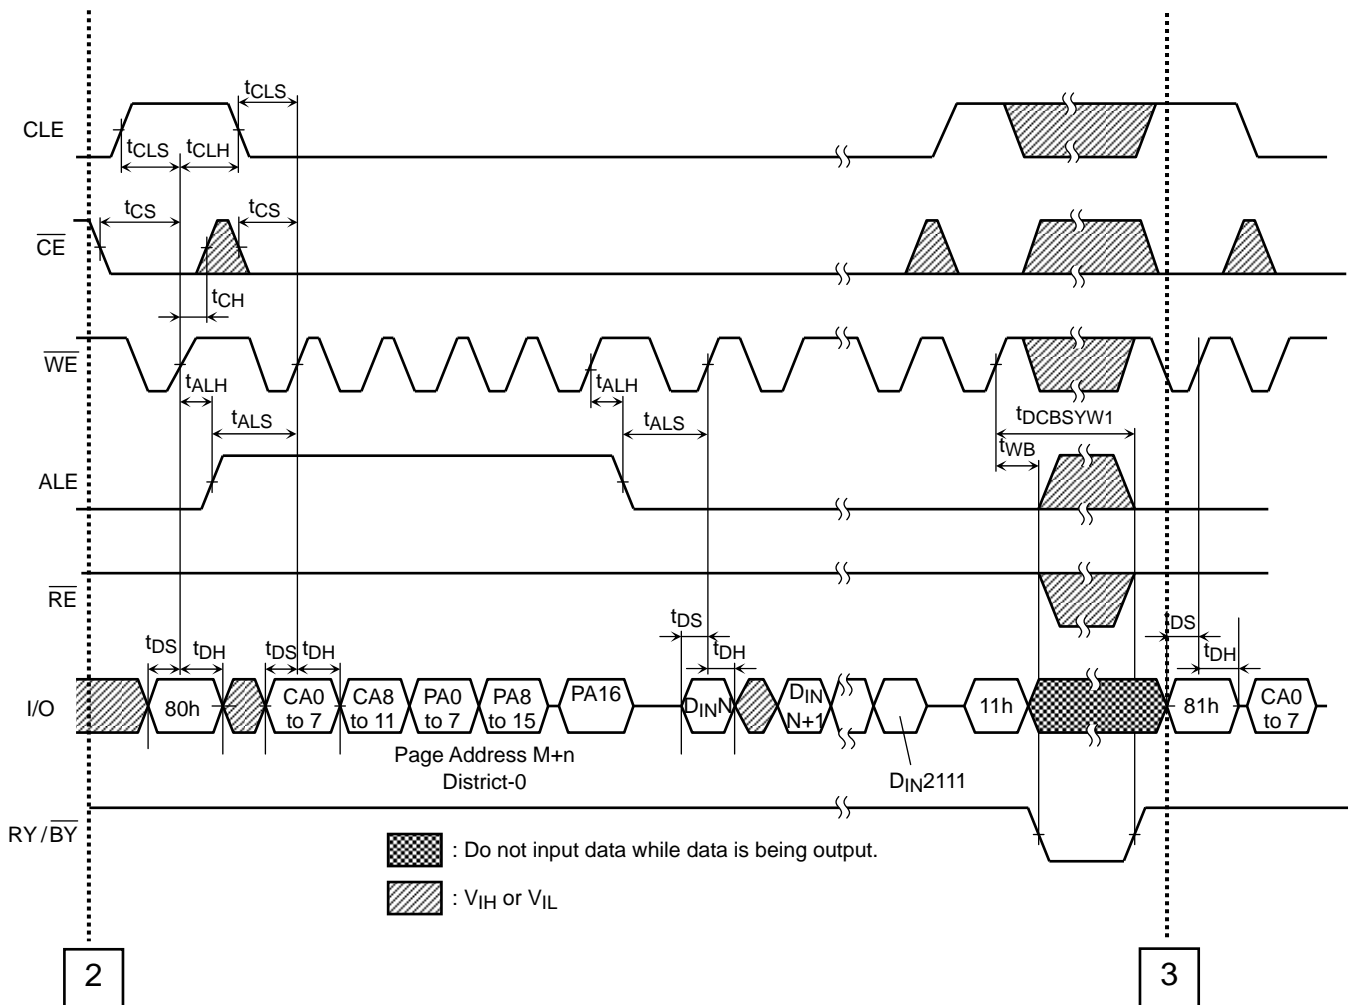 tCLS
CLE
tCLS tCLH
tCS tCS
CE
tCH
WE
tALH tALH
tALS tALS
tDCBSYW1
tWB
ALE
RE
tDS DS
tDS tDH tDS tDH tDH tDH
I/O
80h
CA0 to 7
CA8 to 11
PA0 to 7
PA8 to 15
PA16
DINN
DIN N+1
11h
81h
CA0 to 7
Page Address M+n
District-0
DIN2111
RY/BY
: Do not input data while data is being output.
: VIH or VIL
2
3